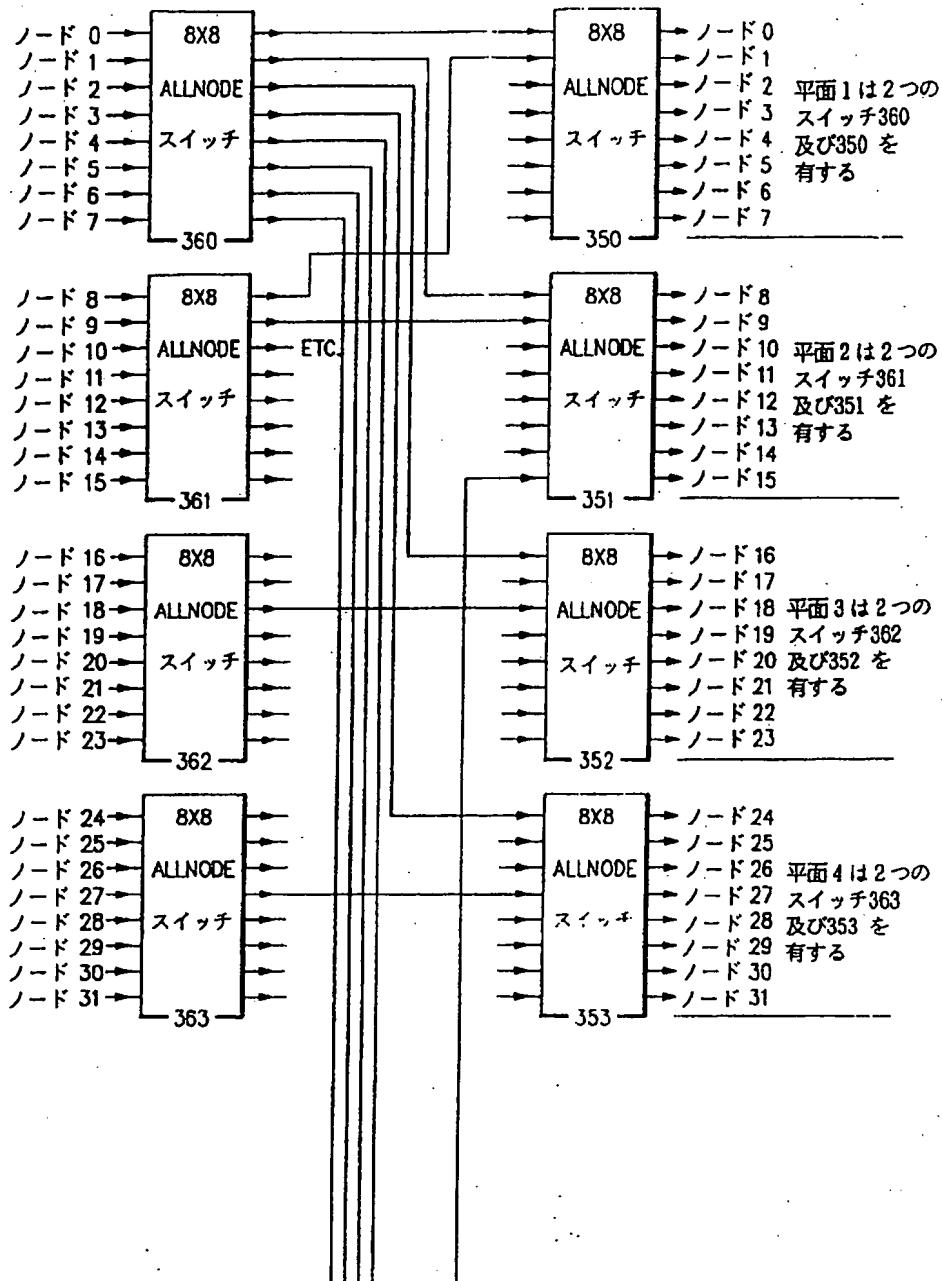 ノード 0
ノード 1
ノード 2
ノード 3
ノード 4
ノード 5
ノード 6
ノード 7
8X8
ALLNODE
スイッチ
360
8X8
ALLNODE
スイッチ
350
ノード 0
ノード 1
ノード 2
ノード 3
ノード 4
ノード 5
ノード 6
ノード 7
平面1は2つの
スイッチ360
及び350 を
有する
ノード 8
ノード 9
ノード 10
ノード 11
ノード 12
ノード 13
ノード 14
ノード 15
8X8
ALLNODE
スイッチ
361
ETC.
8X8
ALLNODE
スイッチ
351
ノード 8
ノード 9
ノード 10
ノード 11
ノード 12
ノード 13
ノード 14
ノード 15
平面2は2つの
スイッチ361
及び351 を
有する
ノード 16
ノード 17
ノード 18
ノード 19
ノード 20
ノード 21
ノード 22
ノード 23
8X8
ALLNODE
スイッチ
362
8X8
ALLNODE
スイッチ
352
ノード 16
ノード 17
ノード 18
ノード 19
ノード 20
ノード 21
ノード 22
ノード 23
平面3は2つの
スイッチ362
及び352 を
有する
ノード 24
ノード 25
ノード 26
ノード 27
ノード 28
ノード 29
ノード 30
ノード 31
8X8
ALLNODE
スイッチ
363
8X8
ALLNODE
スイッチ
353
ノード 24
ノード 25
ノード 26
ノード 27
ノード 28
ノード 29
ノード 30
ノード 31
平面4は2つの
スイッチ363
及び353 を
有する